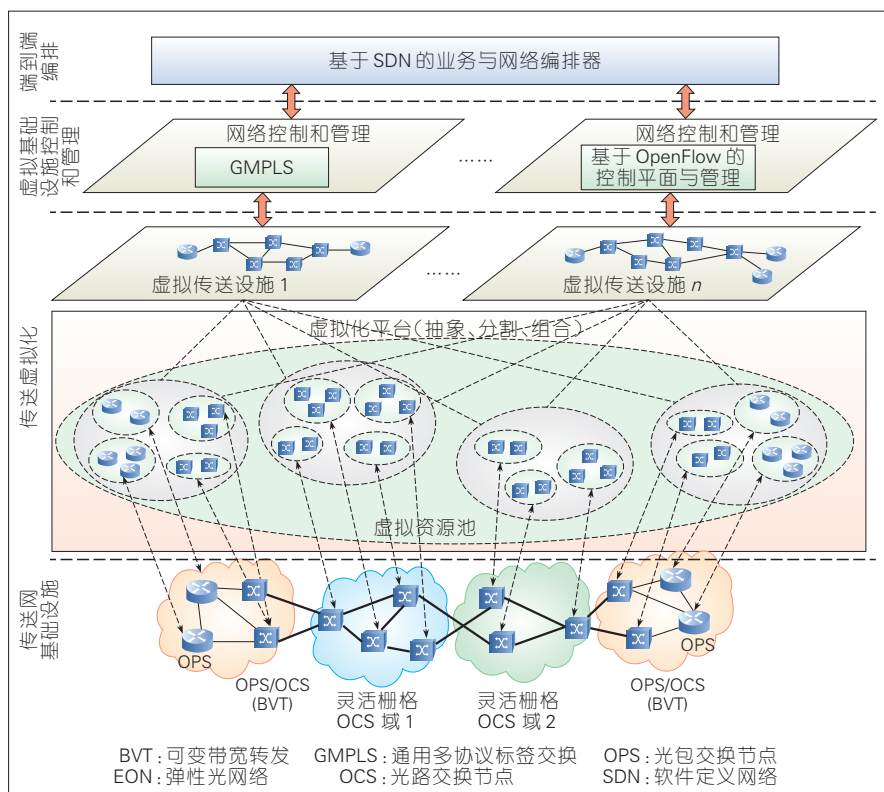 端到端
编排
基于 SDN 的业务与网络编排器
虚拟基础
设施控制
和管理
网络控制和管理
GMPLS
……
网络控制和管理
基于 OpenFlow 的
控制平面与管理
虚拟传送设施 1
……
虚拟传送设施 n
传送虚拟化
虚拟化平台(抽象、分割、组合)
虚拟资源池
传送网
基础设施
OPS
OPS
OPS/OCS
(BVT)
灵活栅格
OCS 域 1
灵活栅格
OCS 域 2
OPS/OCS
(BVT)
BVT:可变带宽转发 GMPLS:通用多协议标签交换 OPS:光包交换节点
EON:弹性光网络 OCS:光路交换节点 SDN:软件定义网络